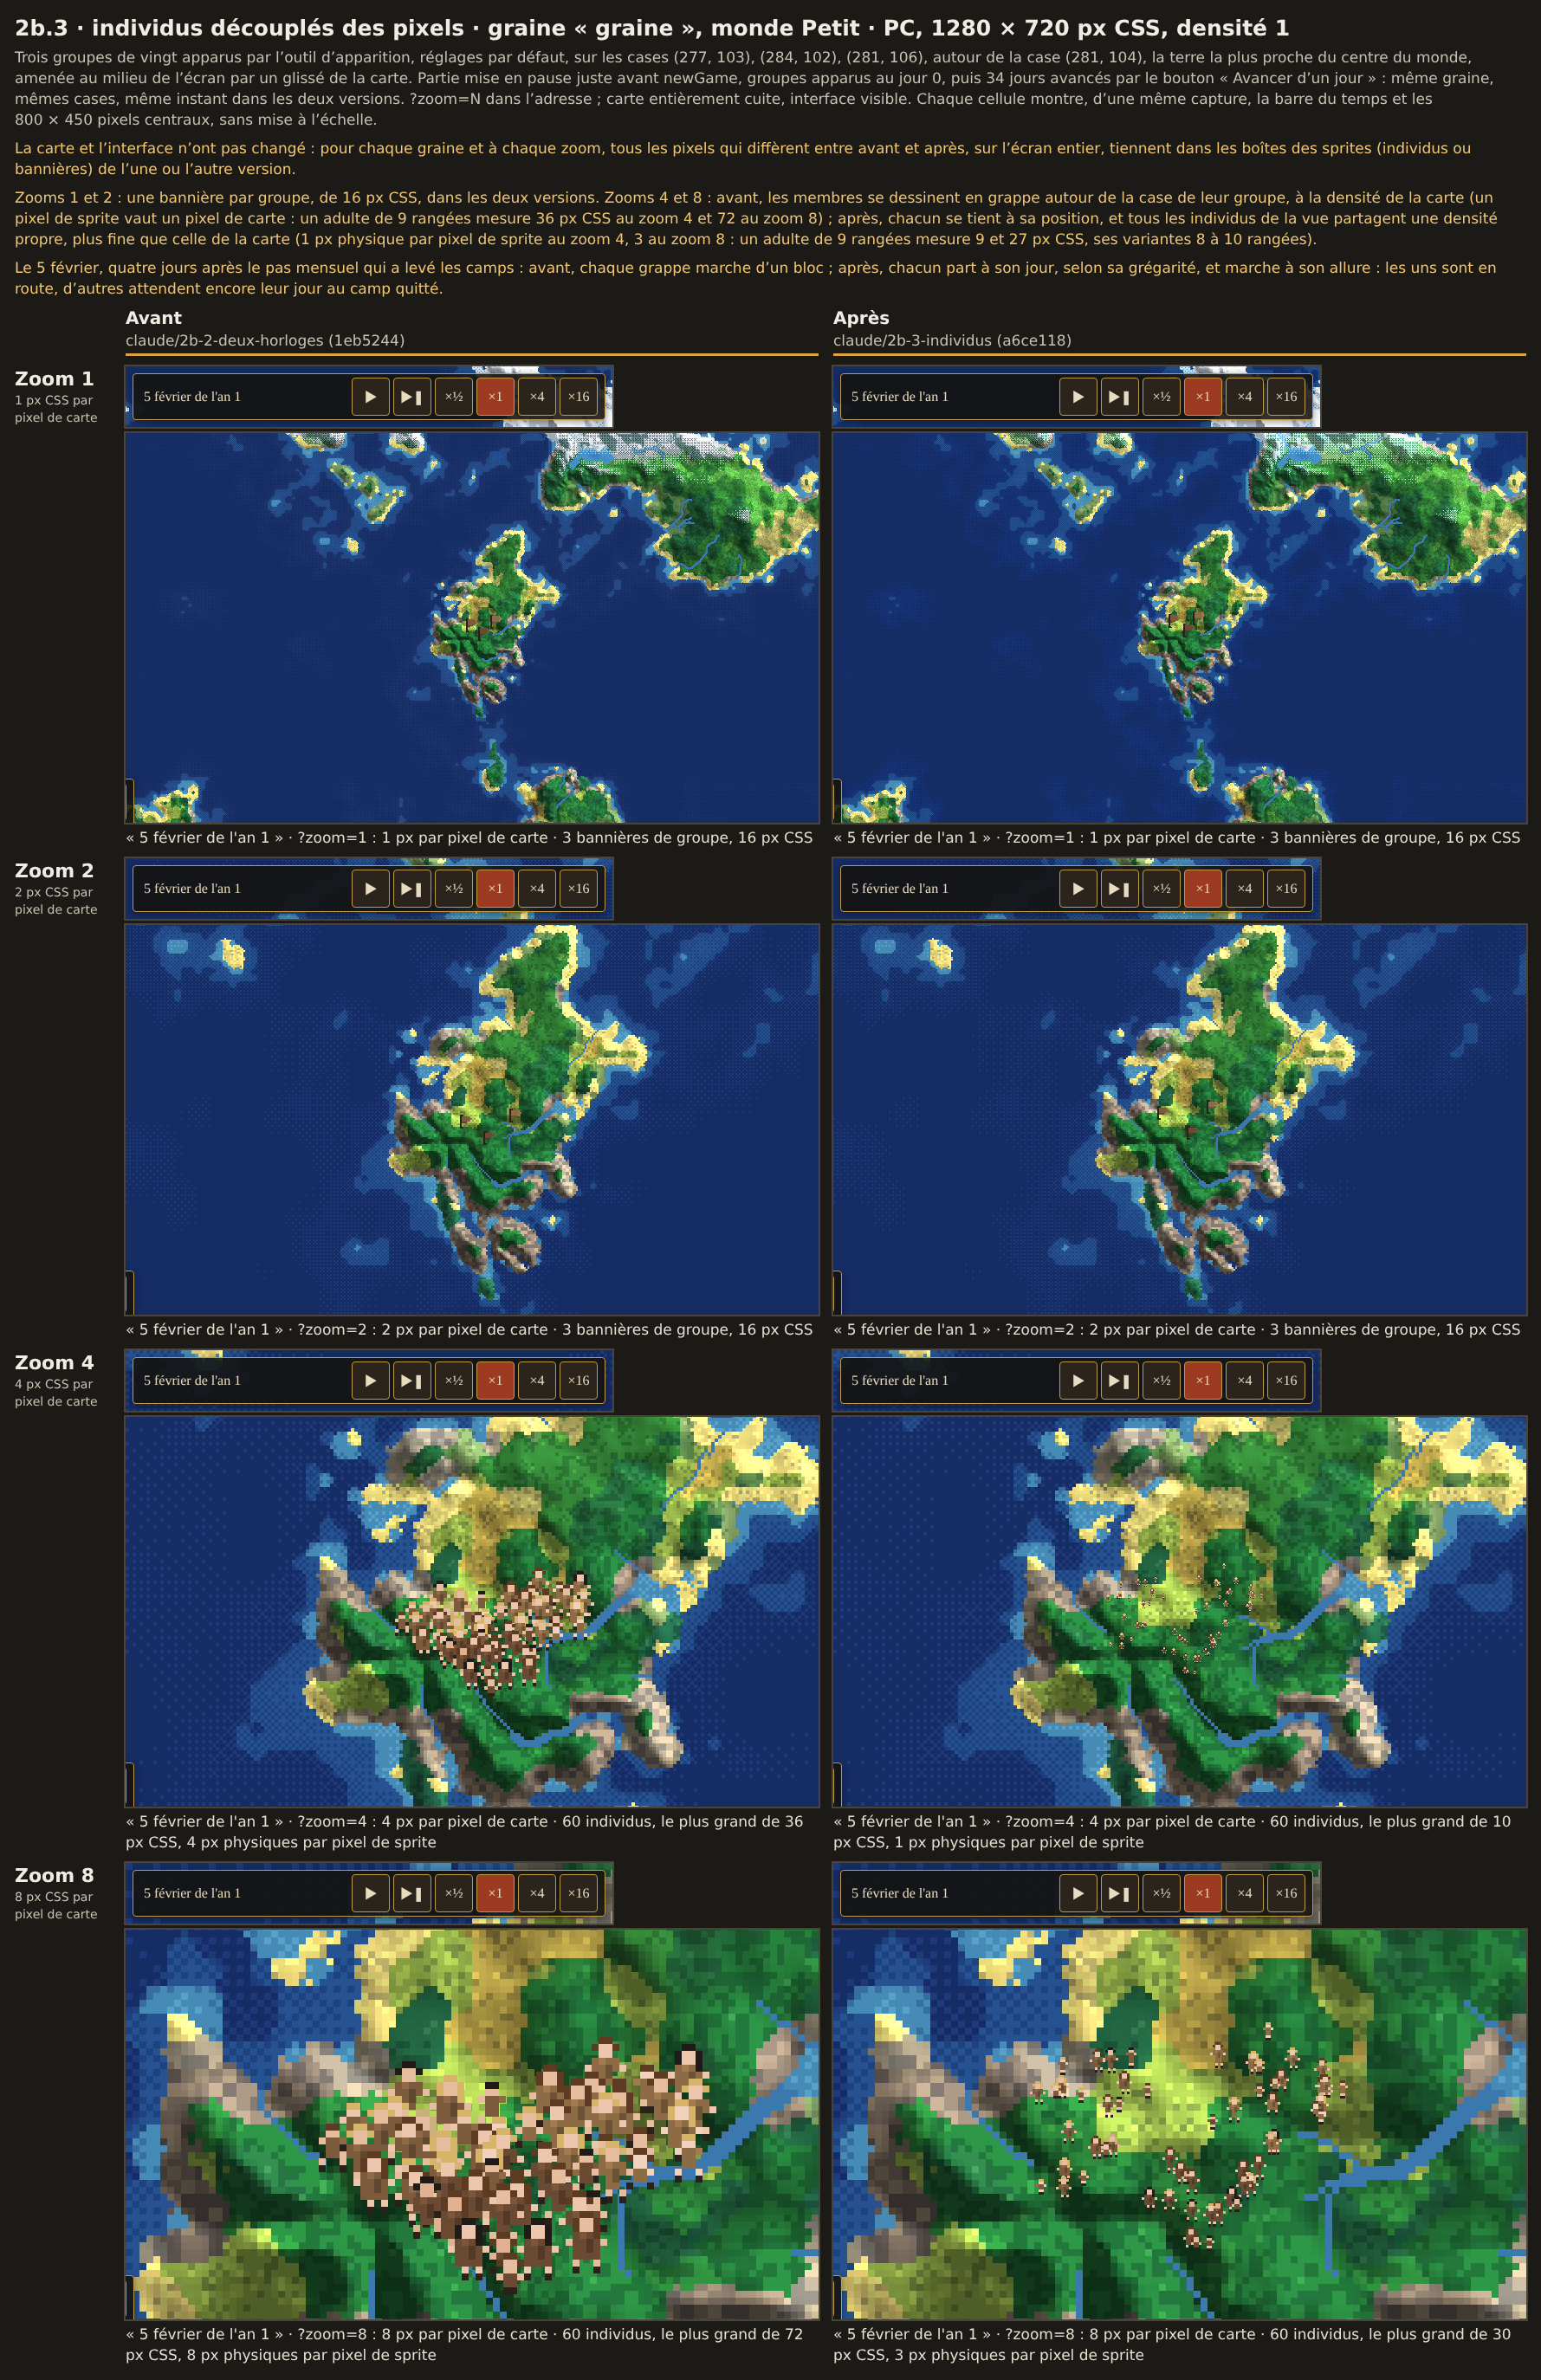 2b.3 · individus découplés des pixels · graine « graine », monde Petit · PC, 1280 × 720 px CSS, densité 1
Trois groupes de vingt apparus par l’outil d’apparition, réglages par défaut, sur les cases (277, 103), (284, 102), (281, 106), autour de la case (281, 104), la terre la plus proche du centre du monde,
amenée au milieu de l’écran par un glissé de la carte. Partie mise en pause juste avant newGame, groupes apparus au jour 0, puis 34 jours avancés par le bouton « Avancer d’un jour » : même graine,
mêmes cases, même instant dans les deux versions. ?zoom=N dans l’adresse ; carte entièrement cuite, interface visible. Chaque cellule montre, d’une même capture, la barre du temps et les
800 × 450 pixels centraux, sans mise à l’échelle.
La carte et l’interface n’ont pas changé : pour chaque graine et à chaque zoom, tous les pixels qui diffèrent entre avant et après, sur l’écran entier, tiennent dans les boîtes des sprites (individus ou
bannières) de l’une ou l’autre version.
Zooms 1 et 2 : une bannière par groupe, de 16 px CSS, dans les deux versions. Zooms 4 et 8 : avant, les membres se dessinent en grappe autour de la case de leur groupe, à la densité de la carte (un
pixel de sprite vaut un pixel de carte : un adulte de 9 rangées mesure 36 px CSS au zoom 4 et 72 au zoom 8) ; après, chacun se tient à sa position, et tous les individus de la vue partagent une densité
propre, plus fine que celle de la carte (1 px physique par pixel de sprite au zoom 4, 3 au zoom 8 : un adulte de 9 rangées mesure 9 et 27 px CSS, ses variantes 8 à 10 rangées).
Le 5 février, quatre jours après le pas mensuel qui a levé les camps : avant, chaque grappe marche d’un bloc ; après, chacun part à son jour, selon sa grégarité, et marche à son allure : les uns sont en
route, d’autres attendent encore leur jour au camp quitté.
Avant
claude/2b-2-deux-horloges (1eb5244)
Après
claude/2b-3-individus (a6ce118)
Zoom 1
1 px CSS par
pixel de carte
5 février de l'an 1 ×½ ×1 ×4 ×16
5 février de l'an 1 ×½ ×1 ×4 ×16
« 5 février de l'an 1 » · ?zoom=1 : 1 px par pixel de carte · 3 bannières de groupe, 16 px CSS
« 5 février de l'an 1 » · ?zoom=1 : 1 px par pixel de carte · 3 bannières de groupe, 16 px CSS
Zoom 2
2 px CSS par
pixel de carte
5 février de l'an 1 ×½ ×1 ×4 ×16
5 février de l'an 1 ×½ ×1 ×4 ×16
« 5 février de l'an 1 » · ?zoom=2 : 2 px par pixel de carte · 3 bannières de groupe, 16 px CSS
« 5 février de l'an 1 » · ?zoom=2 : 2 px par pixel de carte · 3 bannières de groupe, 16 px CSS
Zoom 4
4 px CSS par
pixel de carte
5 février de l'an 1 ×½ ×1 ×4 ×16
5 février de l'an 1 ×½ ×1 ×4 ×16
« 5 février de l'an 1 » · ?zoom=4 : 4 px par pixel de carte · 60 individus, le plus grand de 36
px CSS, 4 px physiques par pixel de sprite
« 5 février de l'an 1 » · ?zoom=4 : 4 px par pixel de carte · 60 individus, le plus grand de 10
px CSS, 1 px physiques par pixel de sprite
Zoom 8
8 px CSS par
pixel de carte
5 février de l'an 1 ×½ ×1 ×4 ×16
5 février de l'an 1 ×½ ×1 ×4 ×16
« 5 février de l'an 1 » · ?zoom=8 : 8 px par pixel de carte · 60 individus, le plus grand de 72
px CSS, 8 px physiques par pixel de sprite
« 5 février de l'an 1 » · ?zoom=8 : 8 px par pixel de carte · 60 individus, le plus grand de 30
px CSS, 3 px physiques par pixel de sprite